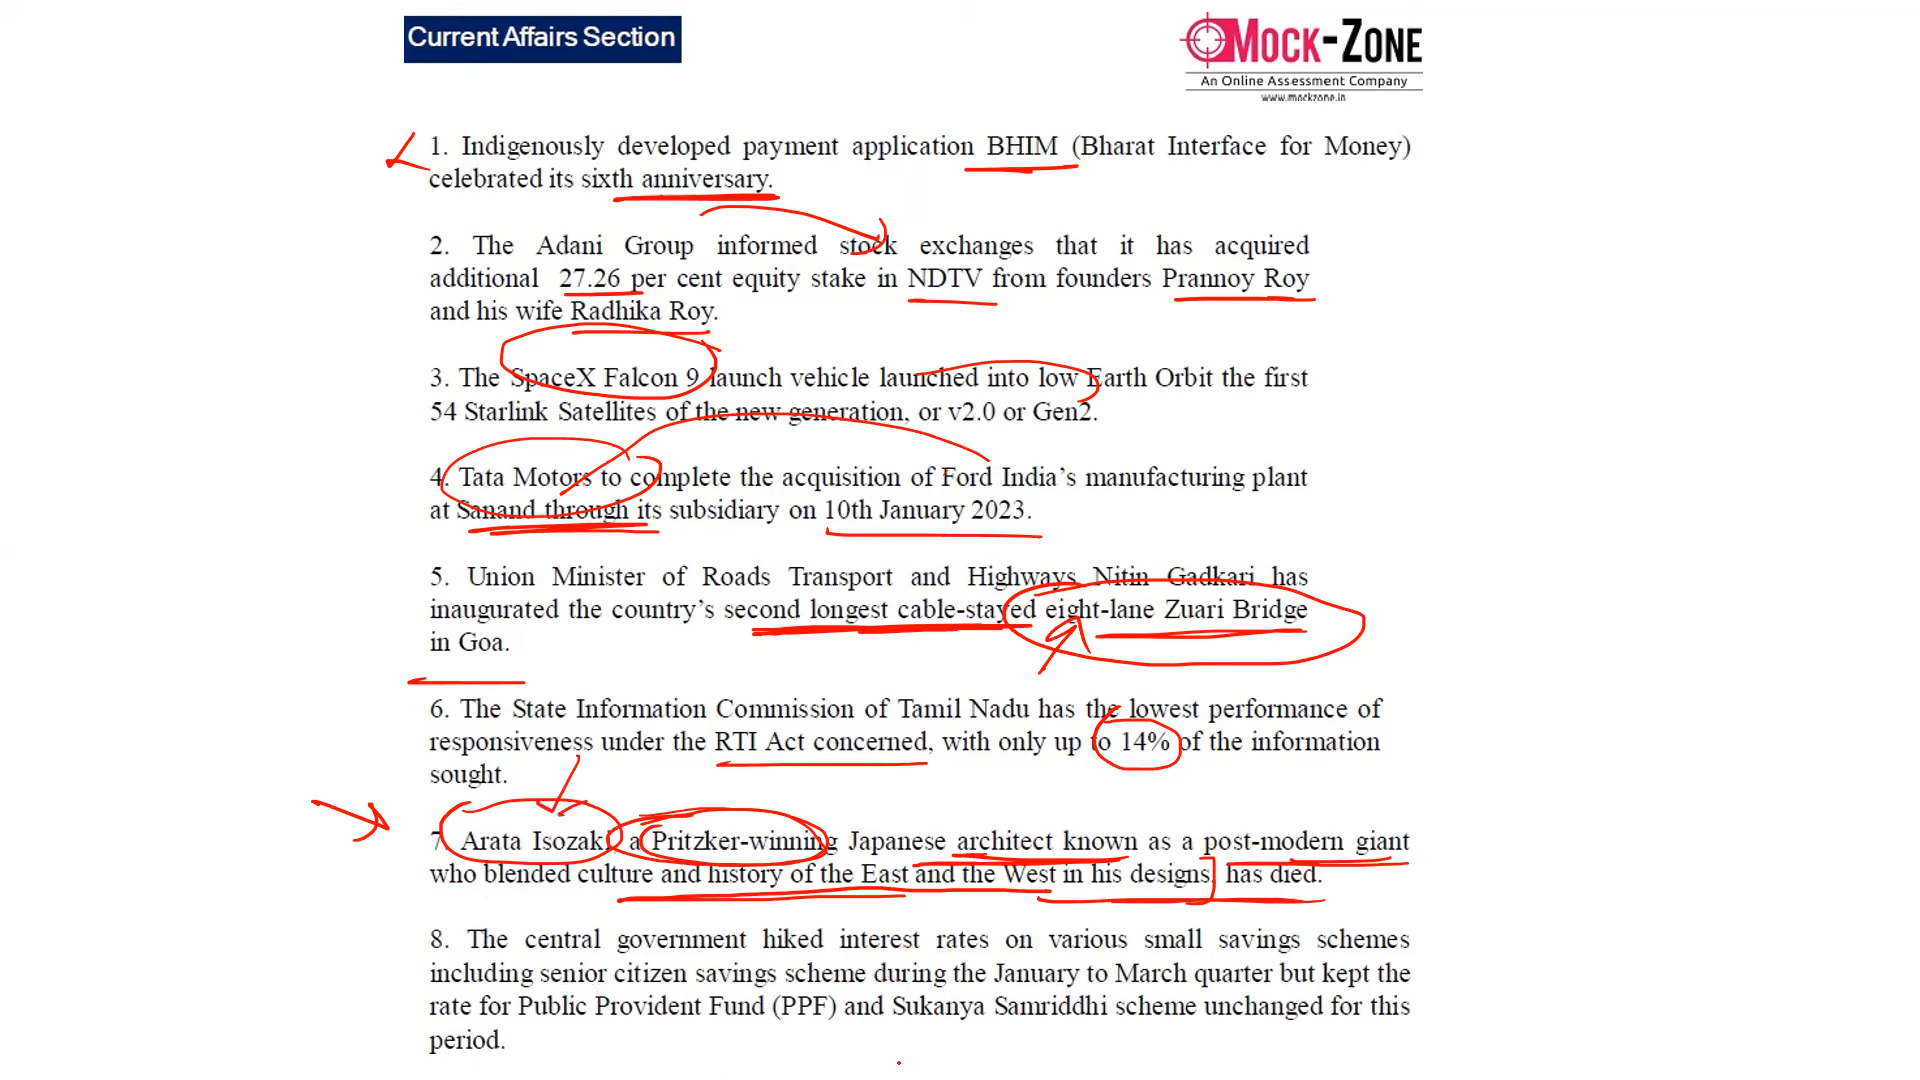 Current Affairs Section
MOCK-ZONE
An Online Assessment Company
www.mockzone.in
1. Indigenously developed payment application BHIM (Bharat Interface for Money)
celebrated its sixth anniversary.
2. The Adani Group informed stock exchanges that it has acquired
additional 27.26 per cent equity stake in NDTV from founders Prannoy Roy
and his wife Radhika Roy.
3. The SpaceX Falcon 9 launch vehicle launched into low Earth Orbit the first
54 Starlink Satellites of the new generation, or v2.0 or Gen2.
4. Tata Motors to complete the acquisition of Ford India’s manufacturing plant
at Sanand through its subsidiary on 10th January 2023.
5. Union Minister of Roads Transport and Highways Nitin Gadkari has
inaugurated the country’s second longest cable-stayed eight-lane Zuari Bridge
in Goa.
6. The State Information Commission of Tamil Nadu has the lowest performance of
responsiveness under the RTI Act concerned, with only up to 14% of the information
sought.
7. Arata Isozaki a Pritzker-winning Japanese architect known as a post-modern giant
who blended culture and history of the East and the West in his designs, has died.
8. The central government hiked interest rates on various small savings schemes
including senior citizen savings scheme during the January to March quarter but kept the
rate for Public Provident Fund (PPF) and Sukanya Samriddhi scheme unchanged for this
period.